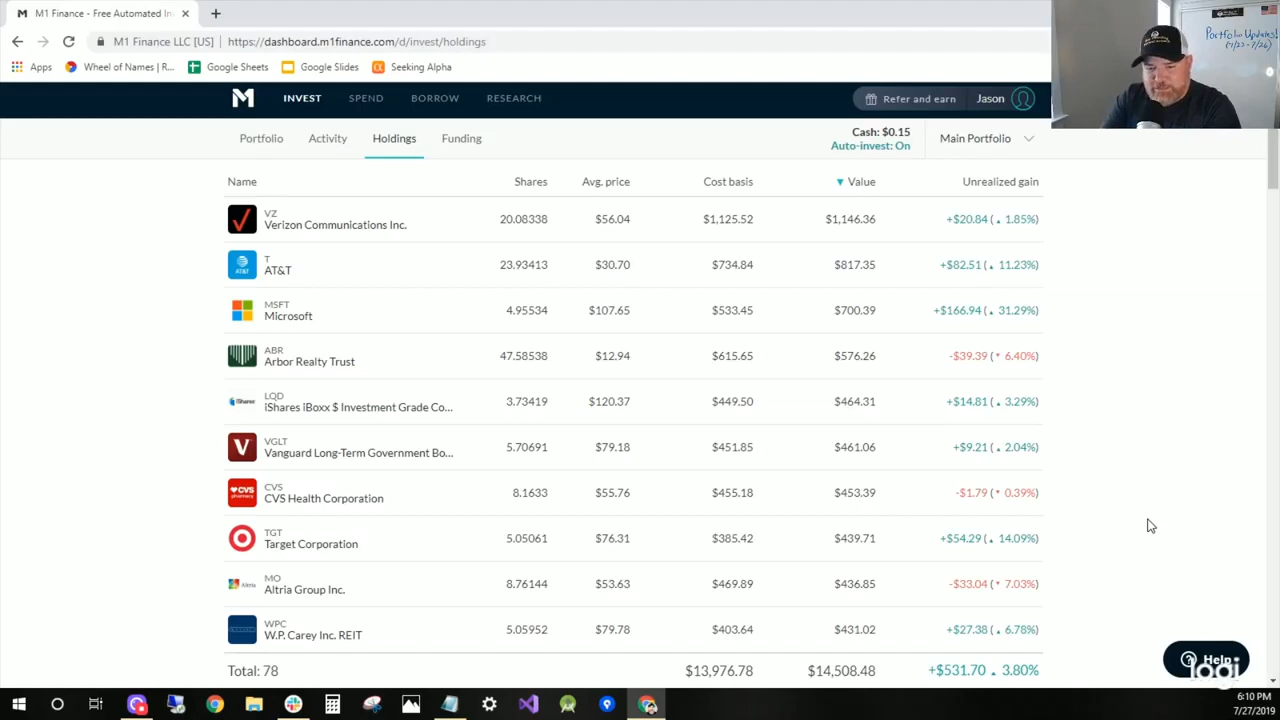 M1 Finance - Free Automated In
M1 Finance LLC [US] | https://dashboard.m1finance.com/d/invest/holdings
Apps Wheel of Names | R... Google Sheets Google Slides Seeking Alpha
Portfolio Updates!
(7/22 - 7/26)
INVEST SPEND BORROW RESEARCH Refer and earn Jason
Portfolio Activity Holdings Funding Cash: $0.15 Main Portfolio
Auto-invest: On
Name Shares Avg. price Cost basis ▼ Value Unrealized gain
VZ
Verizon Communications Inc. 20.08338 $56.04 $1,125.52 $1,146.36 +$20.84 (▲ 1.85%)
T
AT&T 23.93413 $30.70 $734.84 $817.35 +$82.51 (▲ 11.23%)
MSFT
Microsoft 4.95534 $107.65 $533.45 $700.39 +$166.94 (▲ 31.29%)
ABR
Arbor Realty Trust 47.58538 $12.94 $615.65 $576.26 -$39.39 (▼ 6.40%)
LQD
iShares iBoxx $ Investment Grade Co... 3.73419 $120.37 $449.50 $464.31 +$14.81 (▲ 3.29%)
VGLT
Vanguard Long-Term Government Bo... 5.70691 $79.18 $451.85 $461.06 +$9.21 (▲ 2.04%)
CVS
CVS Health Corporation 8.1633 $55.76 $455.18 $453.39 -$1.79 (▼ 0.39%)
TGT
Target Corporation 5.05061 $76.31 $385.42 $439.71 +$54.29 (▲ 14.09%)
MO
Altria Group Inc. 8.76144 $53.63 $469.89 $436.85 -$33.04 (▼ 7.03%)
WPC
W.P. Carey Inc. REIT 5.05952 $79.78 $403.64 $431.02 +$27.38 (▲ 6.78%)
Total: 78 $13,976.78 $14,508.48 +$531.70 ▲ 3.80%
Help
logi
6:10 PM
7/27/2019